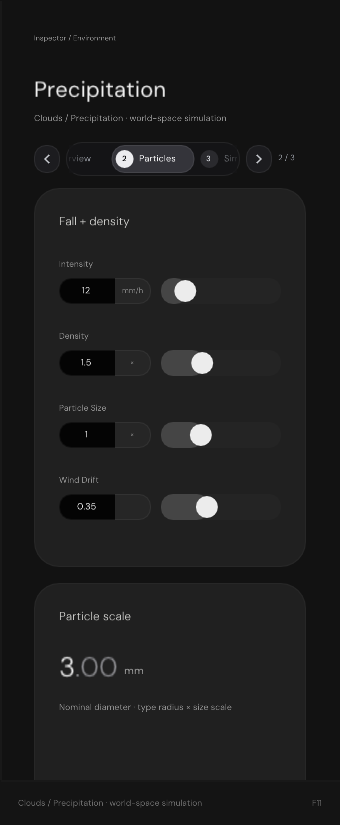 Inspector / Environment
Precipitation
Clouds / Precipitation · world-space simulation
view 2 Particles 3 Sim 2 / 3
Fall + density
Intensity
12 mm/h
Density
1.5 ×
Particle Size
1 ×
Wind Drift
0.35
Particle scale
3.00 mm
Nominal diameter · type radius × size scale
Clouds / Precipitation · world-space simulation F11